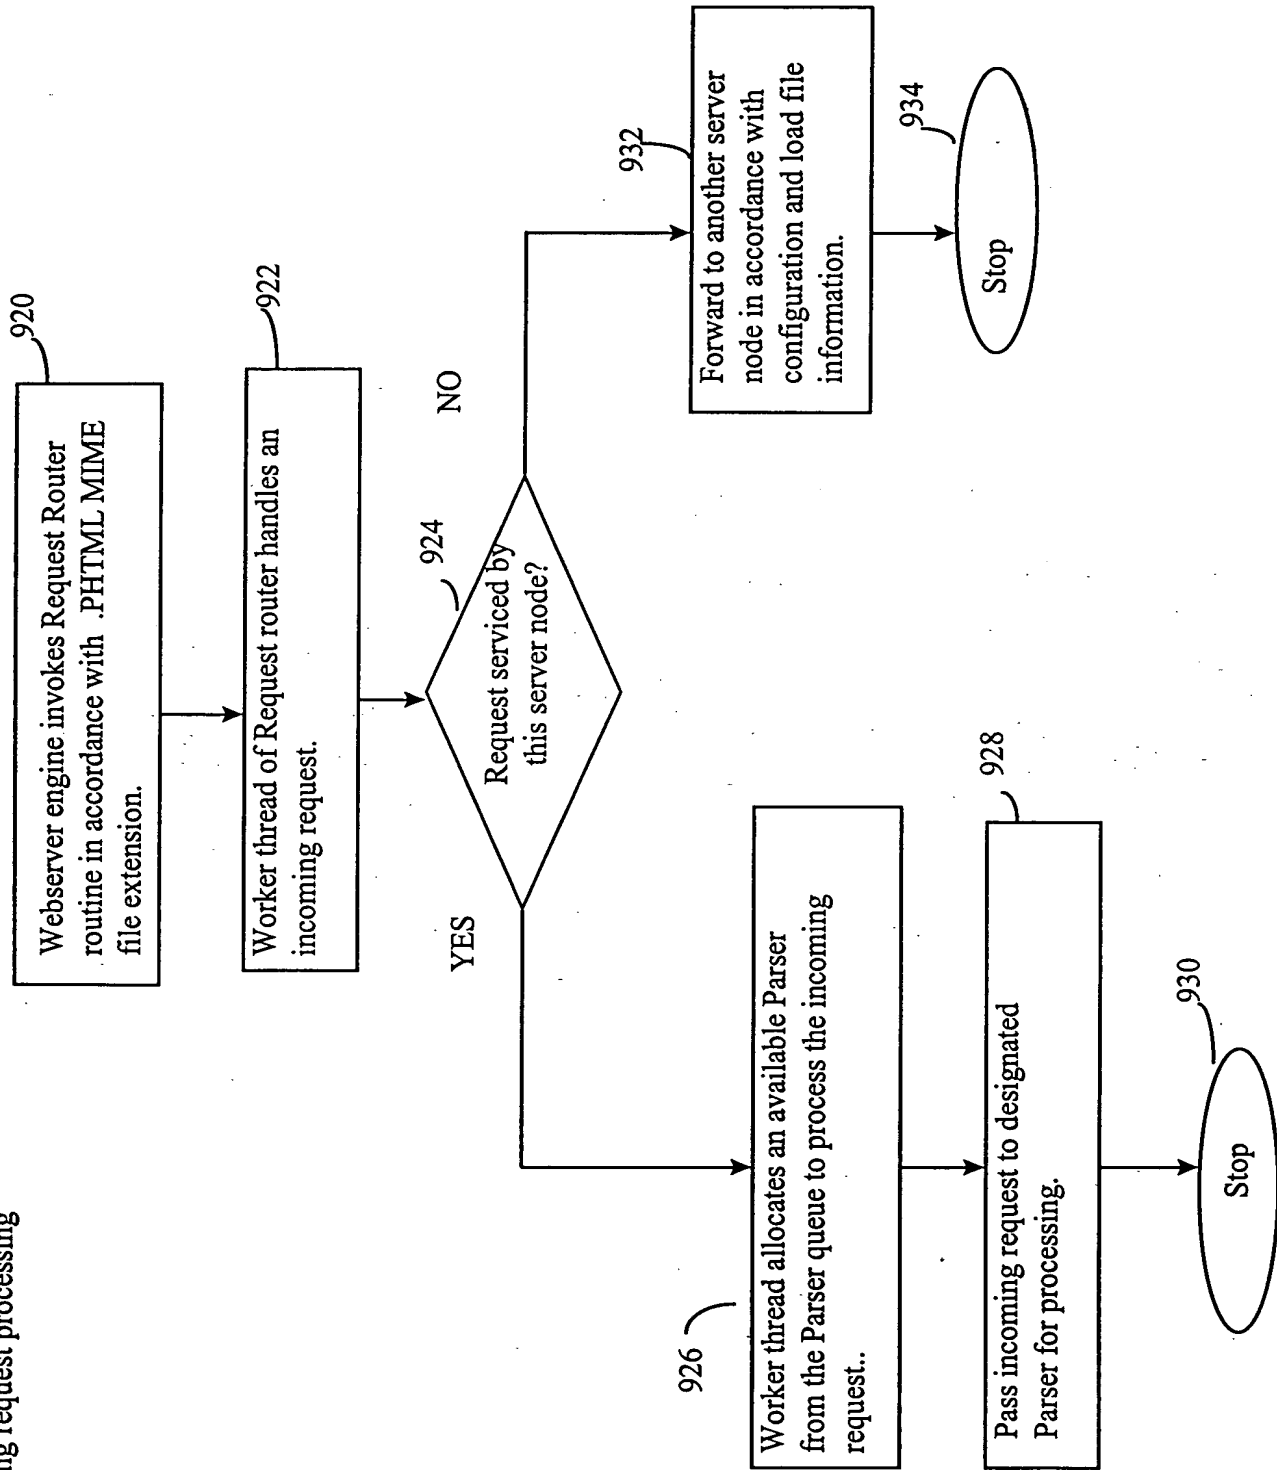 ng request processing
920
Webserver engine invokes Request Router
routine in accordance with .PHTML MIME
file extension.
922
Worker thread of Request router handles an
incoming request.
924
Request serviced by
this server node?
YES
NO
926
Worker thread allocates an available Parser
from the Parser queue to process the incoming
request..
928
Pass incoming request to designated
Parser for processing.
930
Stop
932
Forward to another server
node in accordance with
configuration and load file
information.
934
Stop